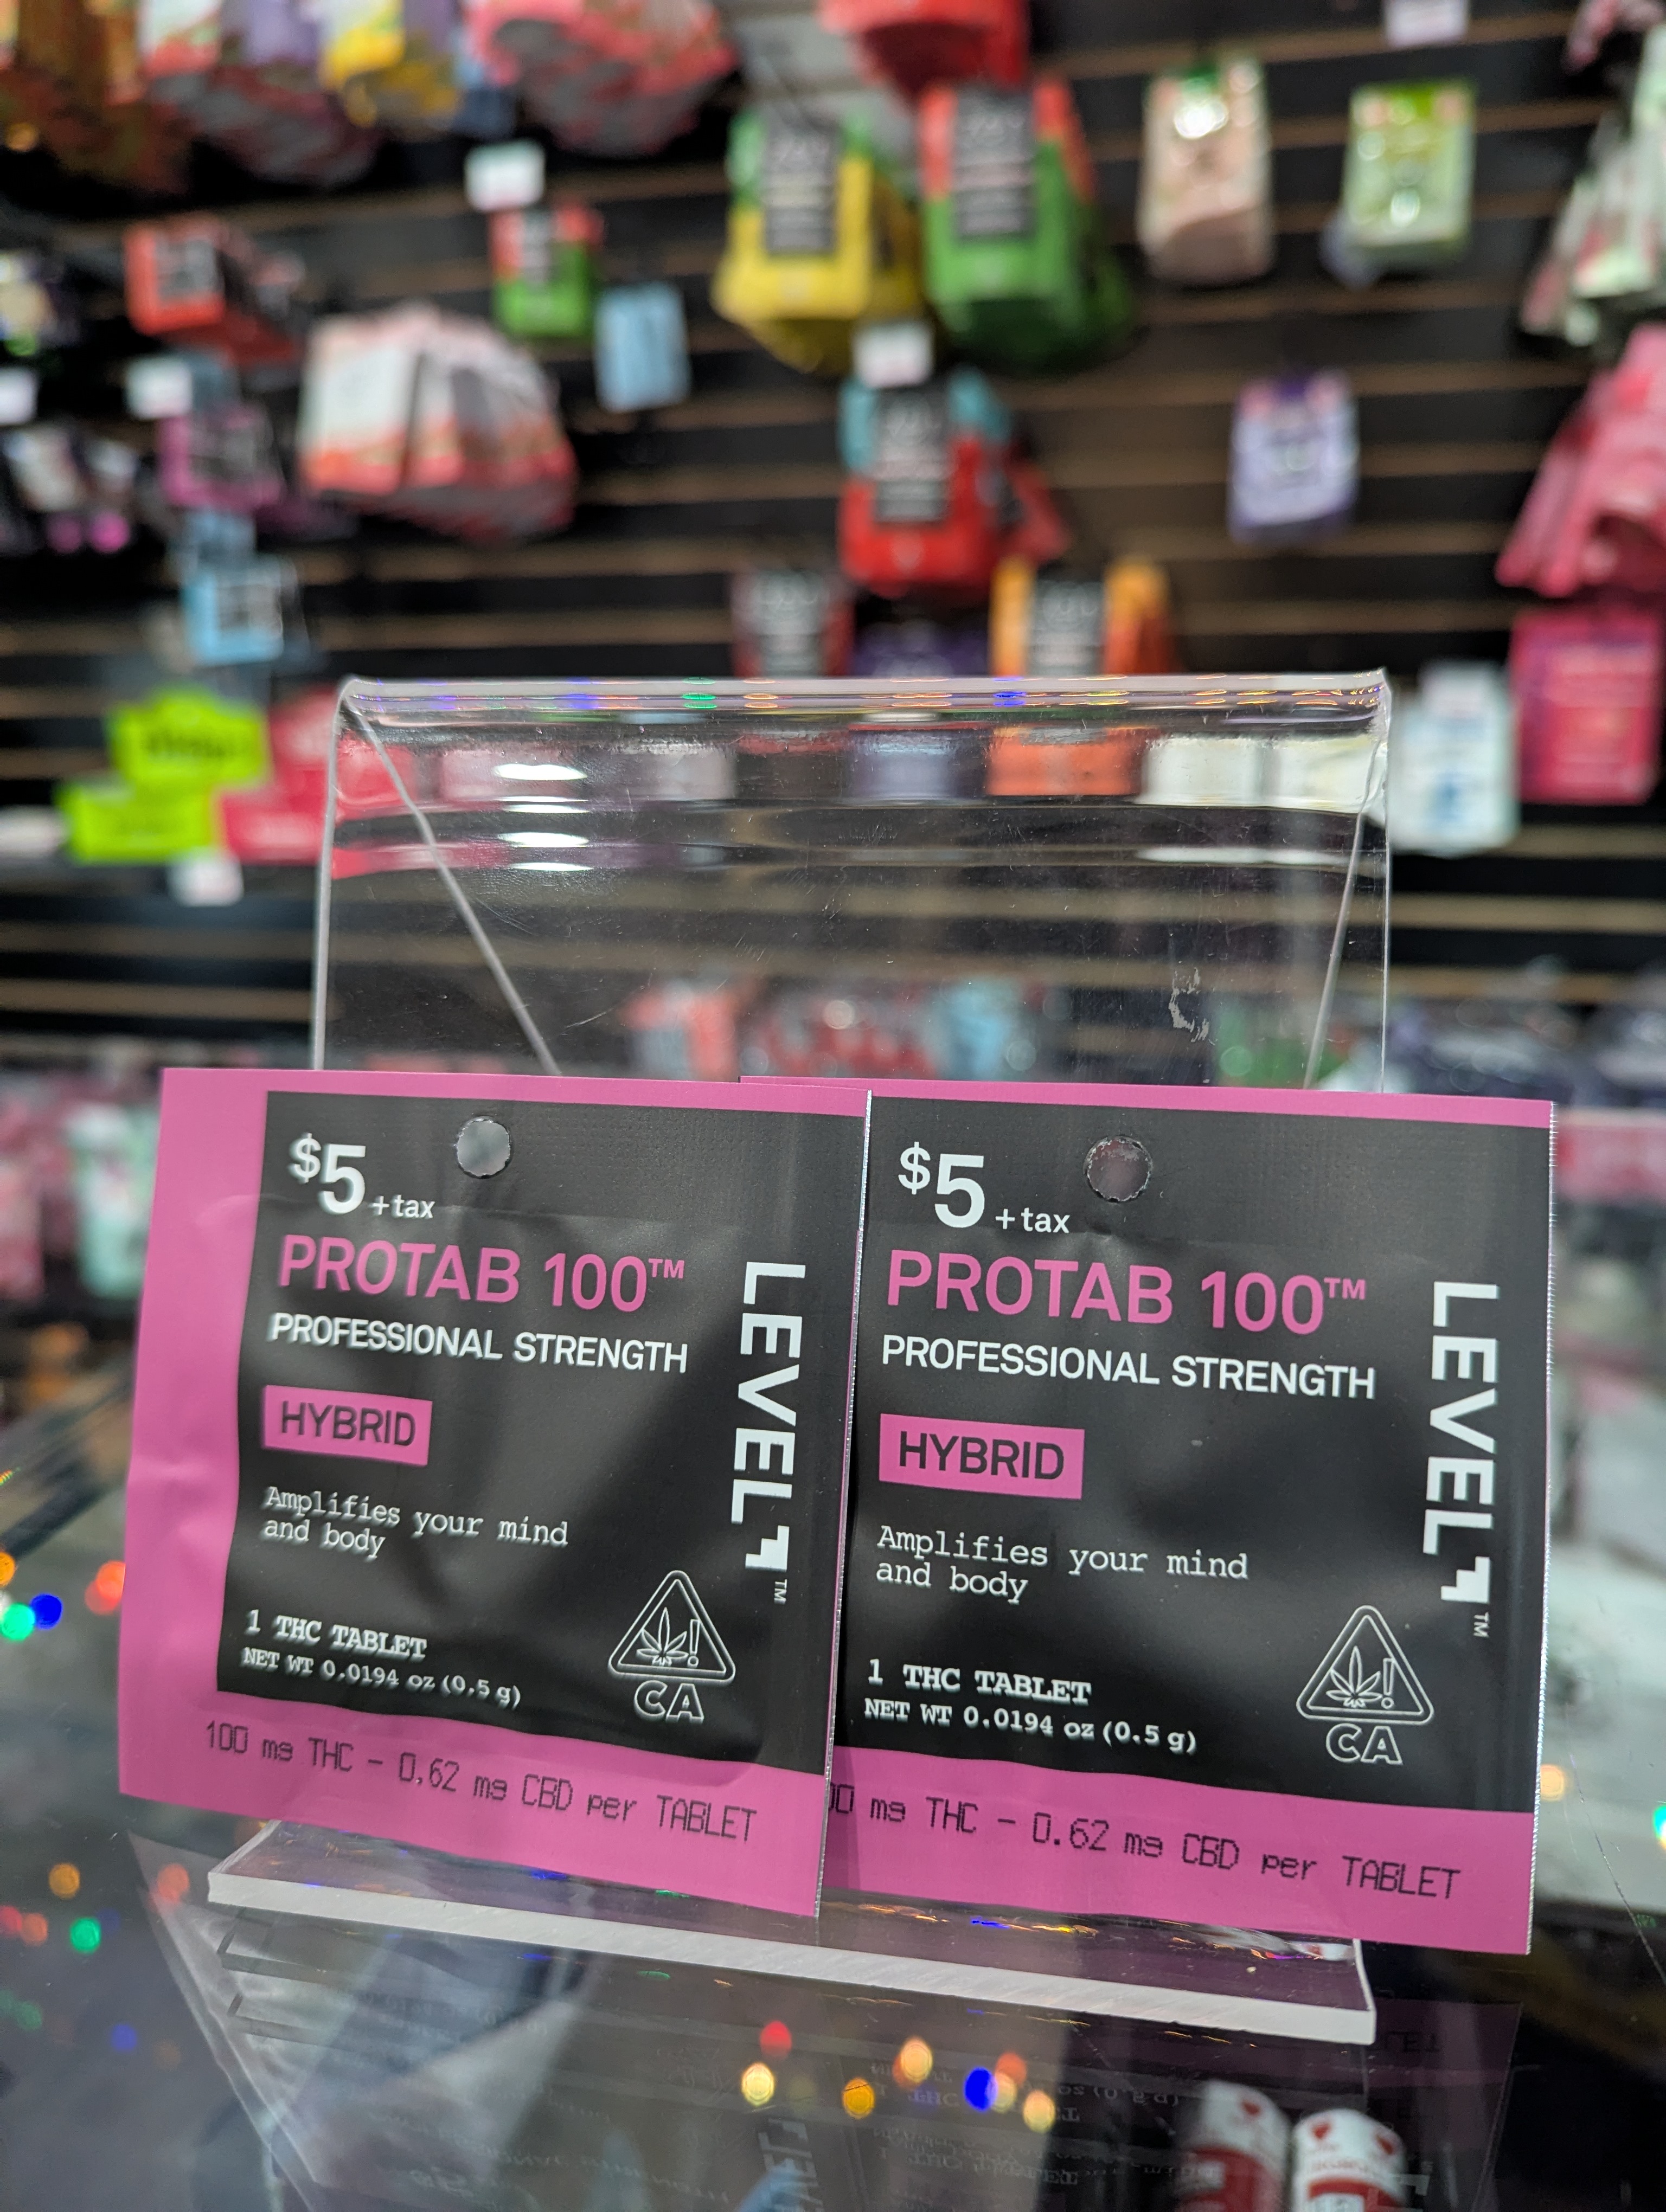 $5 +tax
PROTAB 100™
PROFESSIONAL STRENGTH
HYBRID
Amplifies your mind
and body
1 THC TABLET
NET WT 0.0194 oz (0.5 g)
CA
LEVEL™
100 mg THC - 0.62 mg CBD per TABLET
$5 +tax
PROTAB 100™
PROFESSIONAL STRENGTH
HYBRID
Amplifies your mind
and body
1 THC TABLET
NET WT 0.0194 oz (0.5 g)
CA
LEVEL™
mg THC - 0.62 mg CBD per TABLET